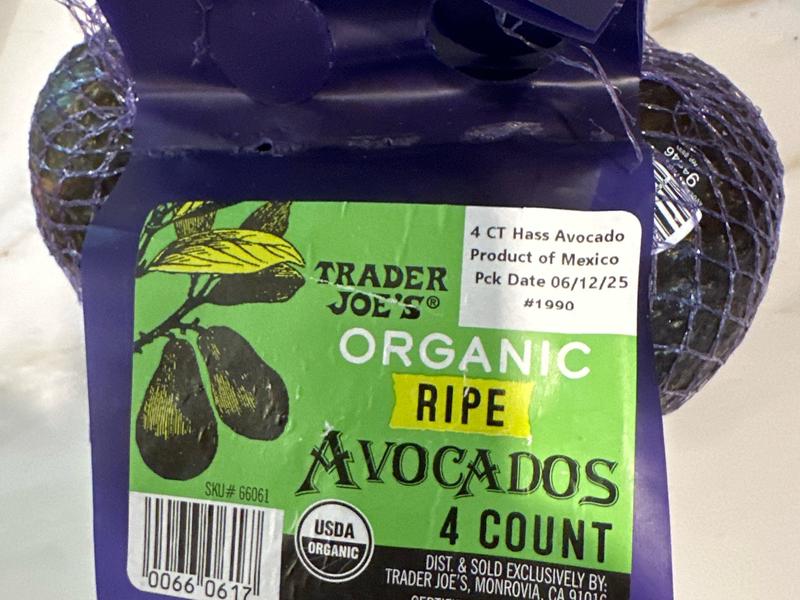 4 CT Hass Avocado
Product of Mexico
Pck Date 06/12/25
#1990
TRADER
JOE'S®
ORGANIC
RIPE
AVOCADOS
4 COUNT
SKU# 66061
0066 0617
USDA
ORGANIC
DIST. & SOLD EXCLUSIVELY BY:
TRADER JOE'S, MONROVIA, CA 91016